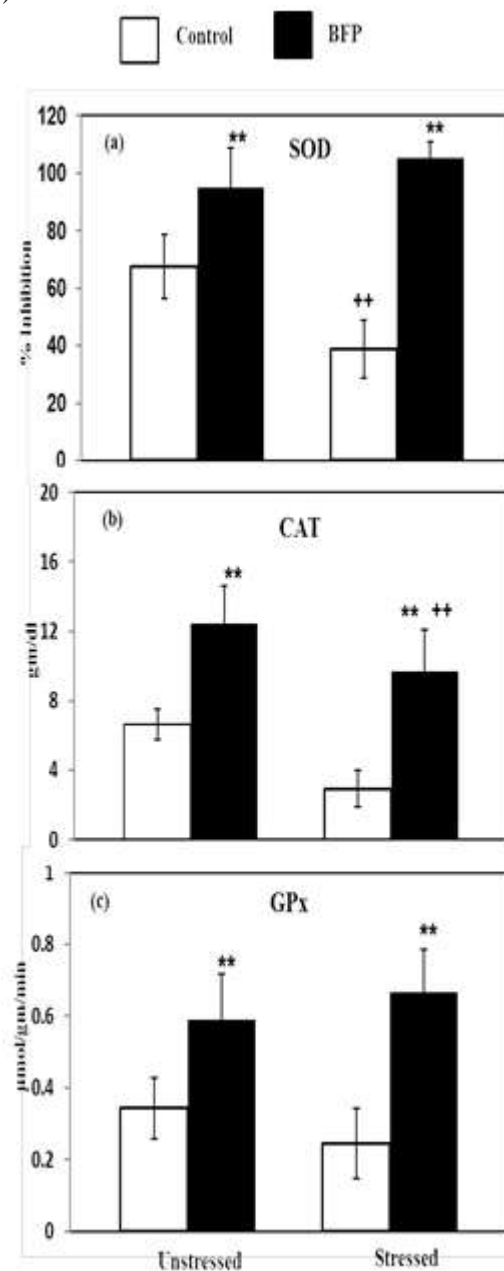 )
Control BFP
120 (a) SOD ** **
100
80
60 ++
40
20
0
% Inhibition
20 (b) CAT
16 **
12 ** ++
8
4
0
gm/dl
1 (c) GPx
0.8 ** **
0.6
0.4
0.2
0
µmol/gm/min
Unstressed Stressed